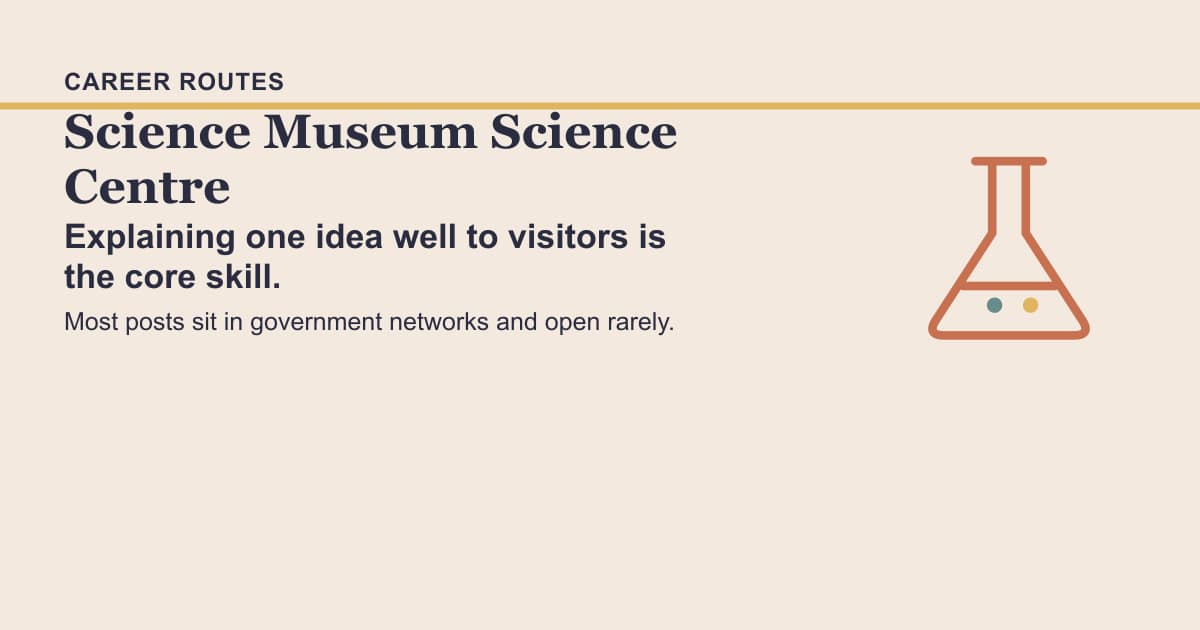 CAREER ROUTES
Science Museum Science
Centre
Explaining one idea well to visitors is
the core skill.
Most posts sit in government networks and open rarely.